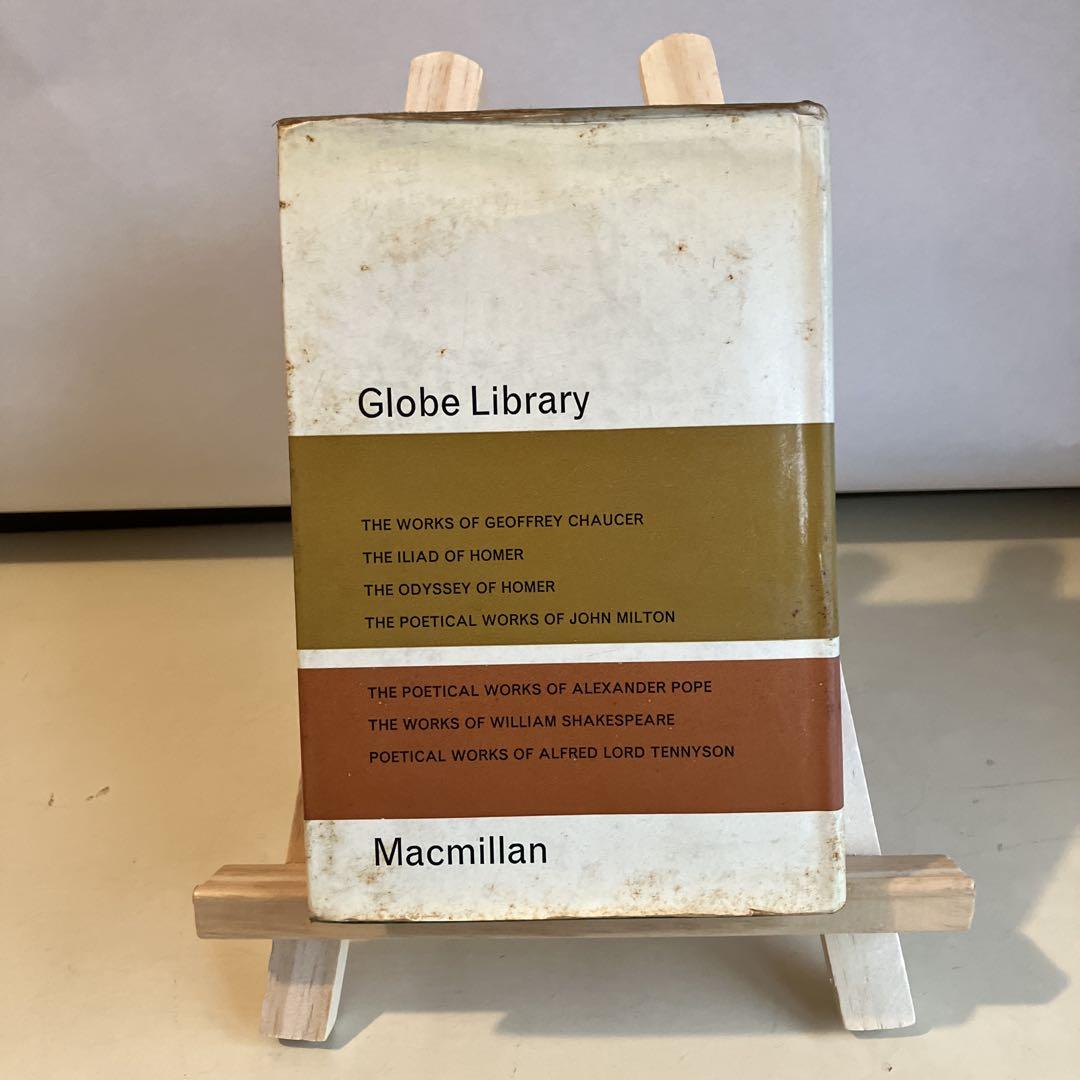 Globe Library
THE WORKS OF GEOFFREY CHAUCER
THE ILIAD OF HOMER
THE ODYSSEY OF HOMER
THE POETICAL WORKS OF JOHN MILTON
THE POETICAL WORKS OF ALEXANDER POPE
THE WORKS OF WILLIAM SHAKESPEARE
POETICAL WORKS OF ALFRED LORD TENNYSON
Macmillan